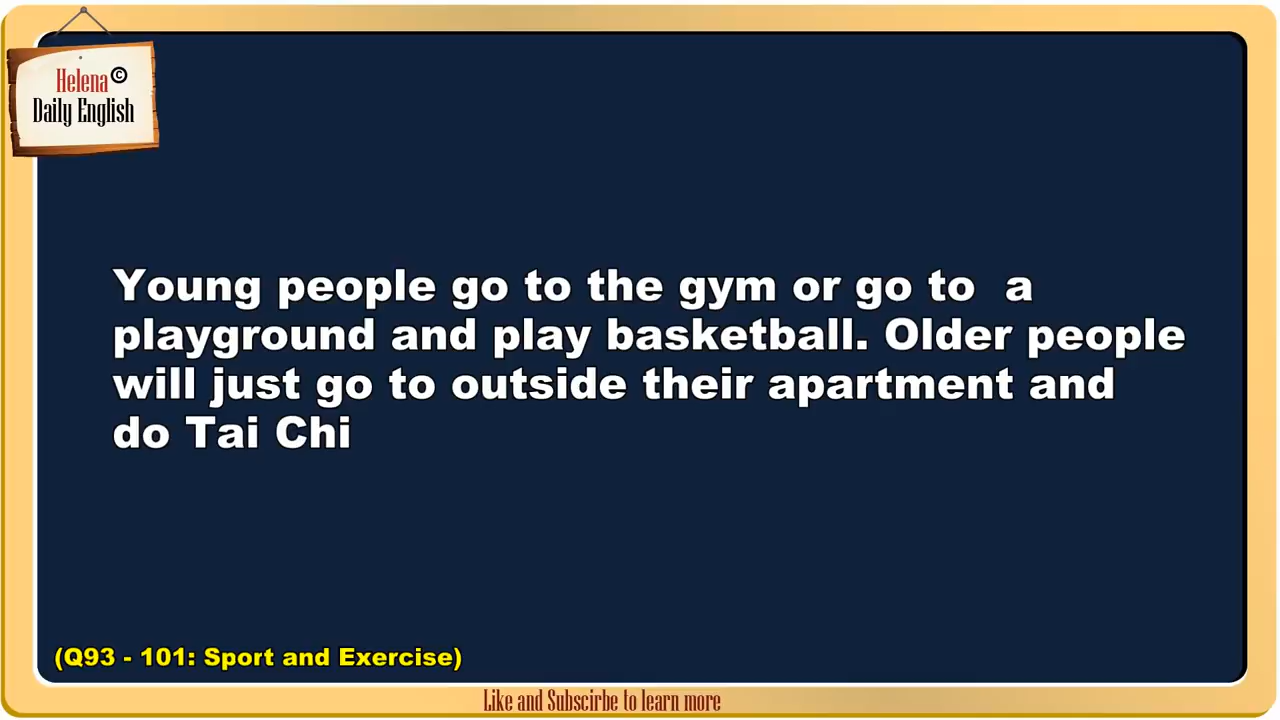 Helena ©
Daily English
Young people go to the gym or go to  a
playground and play basketball. Older people
will just go to outside their apartment and
do Tai Chi
(Q93 - 101: Sport and Exercise)
Like and Subscirbe to learn more